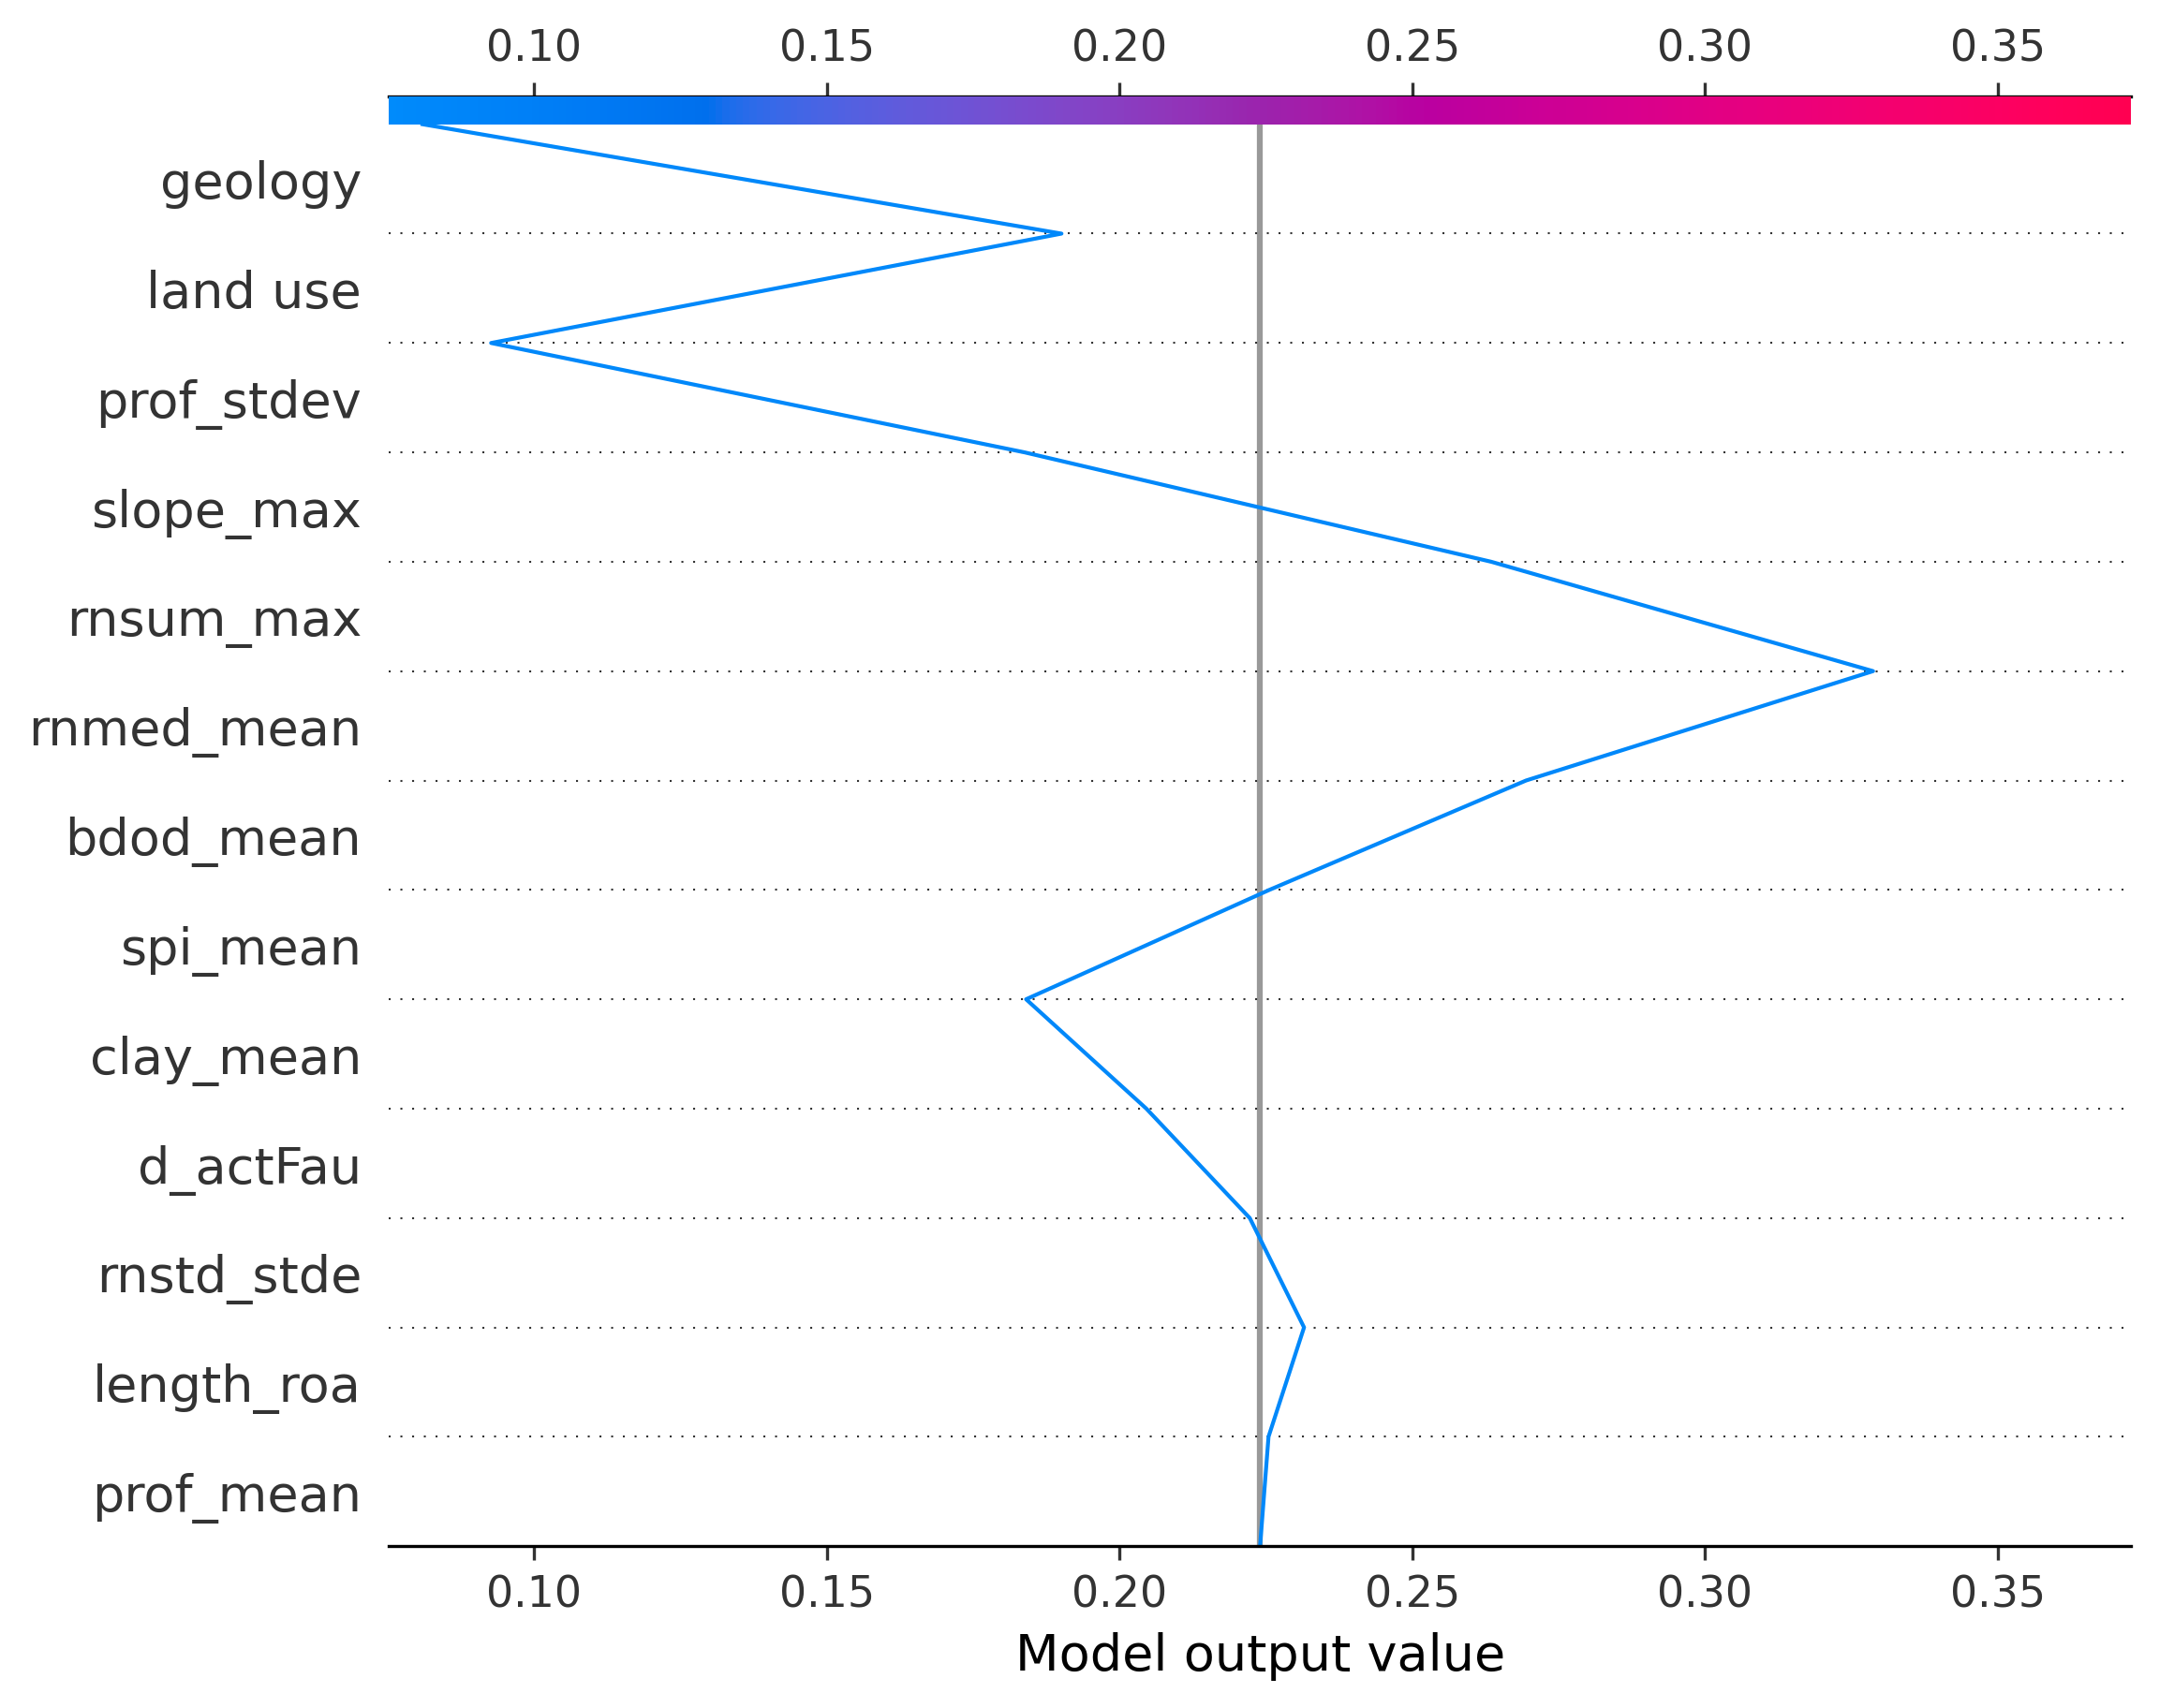 0.10 0.15 0.20 0.25 0.30 0.35
geology
land use
prof_stdev
slope_max
rnsum_max
rnmed_mean
bdod_mean
spi_mean
clay_mean
d_actFau
rnstd_stde
length_roa
prof_mean
0.10 0.15 0.20 0.25 0.30 0.35
Model output value